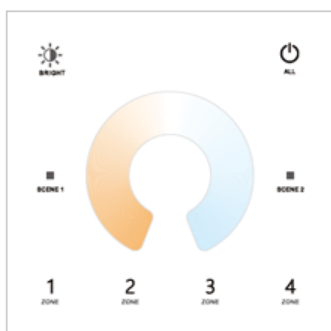 BRIGHT
ALL
SCENE 1
SCENE 2
1 2 3 4
ZONE ZONE ZONE ZONE